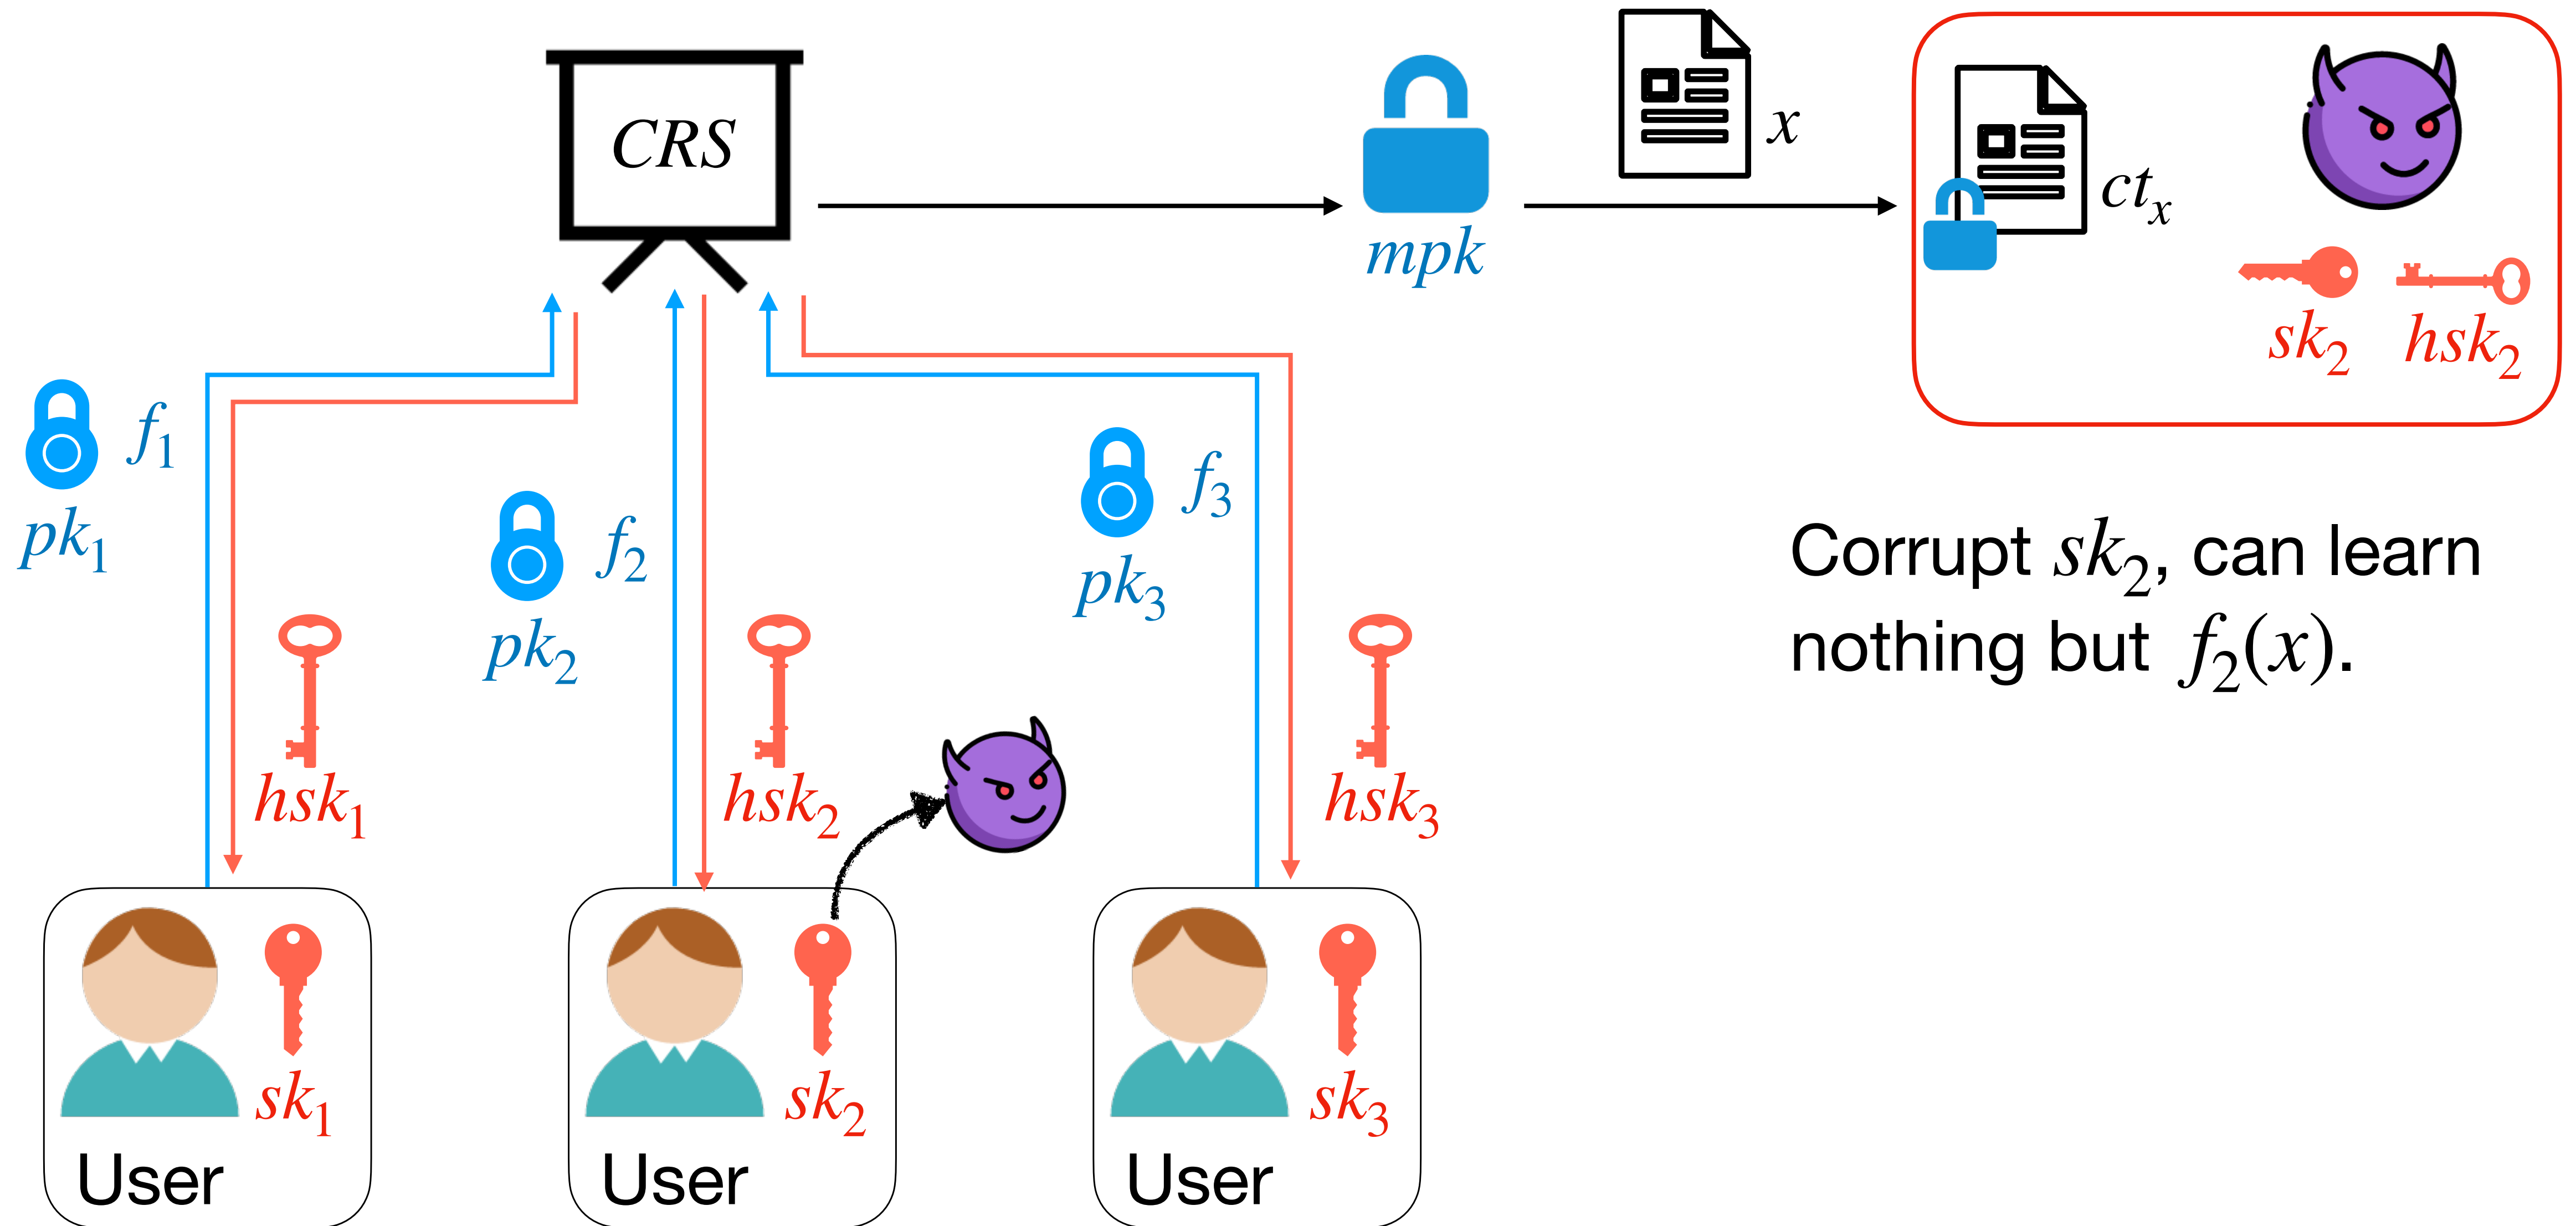 CRS
x
mpk
ct_x
sk_2 hsk_2
f_1
pk_1
f_2
pk_2
f_3
pk_3
Corrupt sk_2, can learn
nothing but f_2(x).
hsk_1
hsk_2
hsk_3
sk_1
User
sk_2
User
sk_3
User